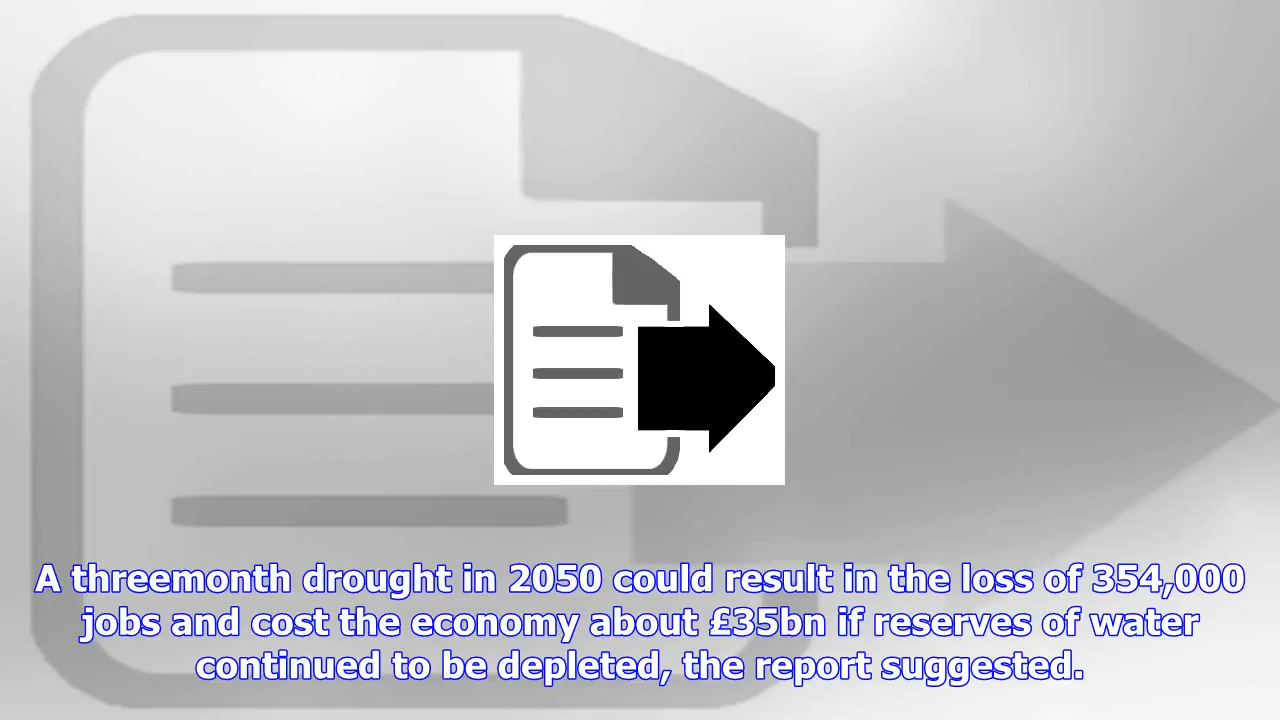 A threemonth drought in 2050 could result in the loss of 354,000
jobs and cost the economy about £35bn if reserves of water
continued to be depleted, the report suggested.